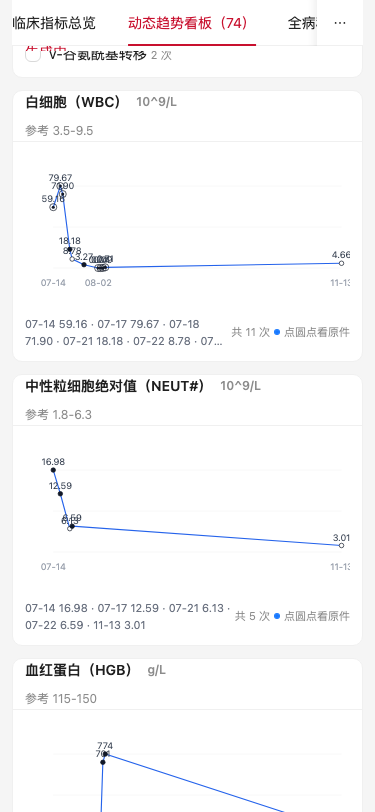 临床指标总览 动态趋势看板（74） 全病 ···
γ-谷氨酰基转移 2 次
白细胞（WBC） 10^9/L
参考 3.5-9.5
79.67
59.16
18.18
8.78
3.27
4.66
07-14 08-02 11-13
07-14 59.16 · 07-17 79.67 · 07-18
71.90 · 07-21 18.18 · 07-22 8.78 · 07...
共 11 次 点圆点看原件
中性粒细胞绝对值（NEUT#） 10^9/L
参考 1.8-6.3
16.98
12.59
6.59
3.01
07-14 11-13
07-14 16.98 · 07-17 12.59 · 07-21 6.13 ·
07-22 6.59 · 11-13 3.01
共 5 次 点圆点看原件
血红蛋白（HGB） g/L
参考 115-150
774